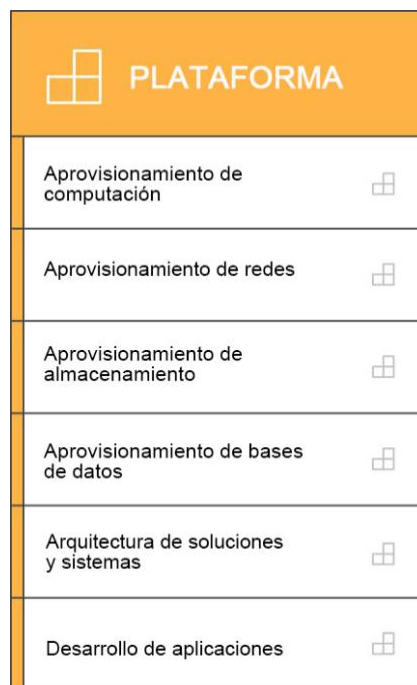 PLATAFORMA
Aprovisionamiento de
computación
Aprovisionamiento de redes
Aprovisionamiento de
almacenamiento
Aprovisionamiento de bases
de datos
Arquitectura de soluciones
y sistemas
Desarrollo de aplicaciones